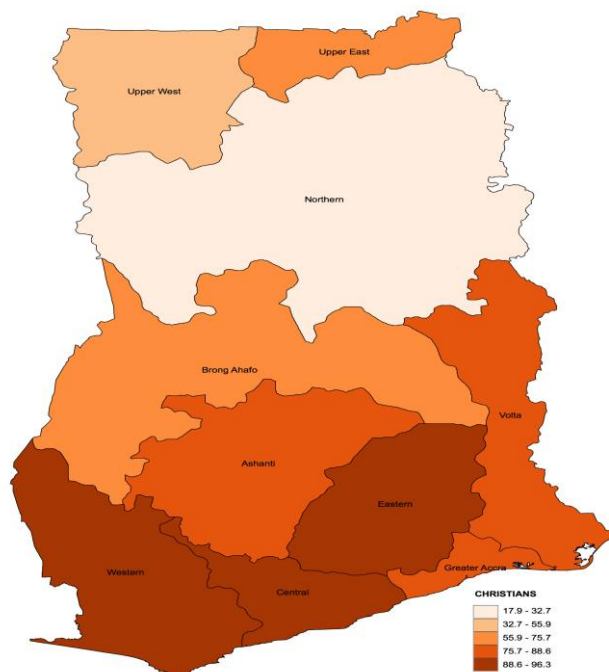 Upper East
Upper West
Northern
Brong Ahafo
Volta
Ashanti
Eastern
Greater Accra
Western
Central
CHRISTIANS
17.9 - 32.7
32.7 - 55.9
55.9 - 75.7
75.7 - 88.6
88.6 - 96.3